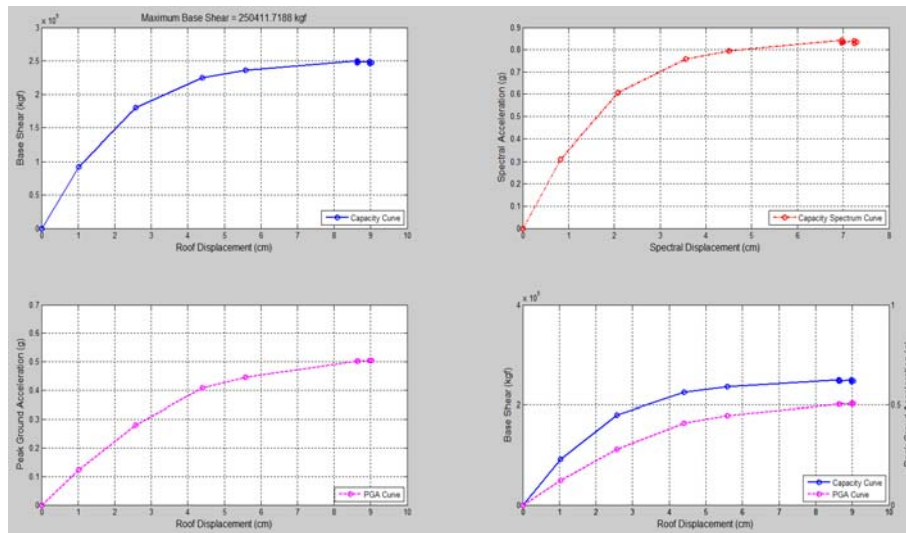 Maximum Base Shear = 250411.7188 kgf
x 10
3
2.5
2
1.5
1
0.5
0
Base Shear (kgf)
0 1 2 3 4 5 6 7 8 9 10
Roof Displacement (cm)
Capacity Curve
0.9
0.8
0.7
0.6
0.5
0.4
0.3
0.2
0.1
0
Spectral Acceleration (g)
0 1 2 3 4 5 6 7 8
Spectral Displacement (cm)
Capacity Spectrum Curve
0.7
0.6
0.5
0.4
0.3
0.2
0.1
0
Peak Ground Acceleration (g)
0 1 2 3 4 5 6 7 8 9 10
Roof Displacement (cm)
PGA Curve
x 10
4
2
0
Base Shear (kgf)
0 1 2 3 4 5 6 7 8 9 10
Roof Displacement (cm)
Capacity Curve
PGA Curve
1
0.5
0